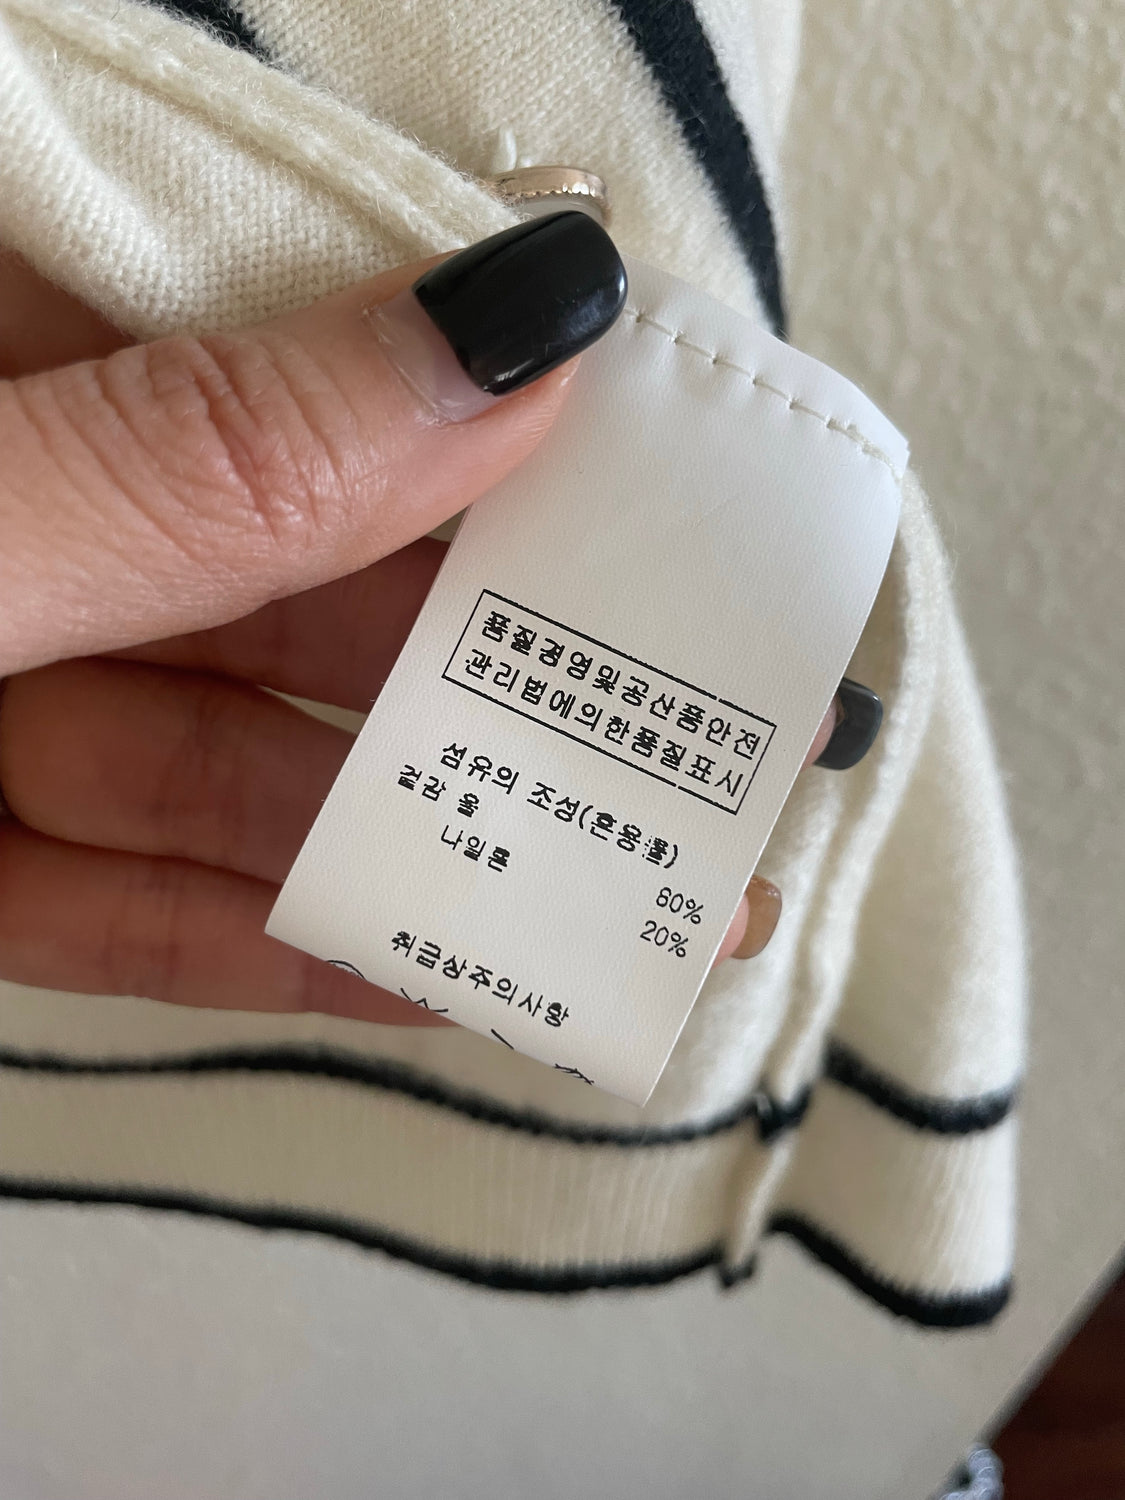 품질경영및공산품안전
관리법에의한품질표시
섬유의 조성(혼용률)
겉감 울
나일론
80%
20%
취급상주의사항